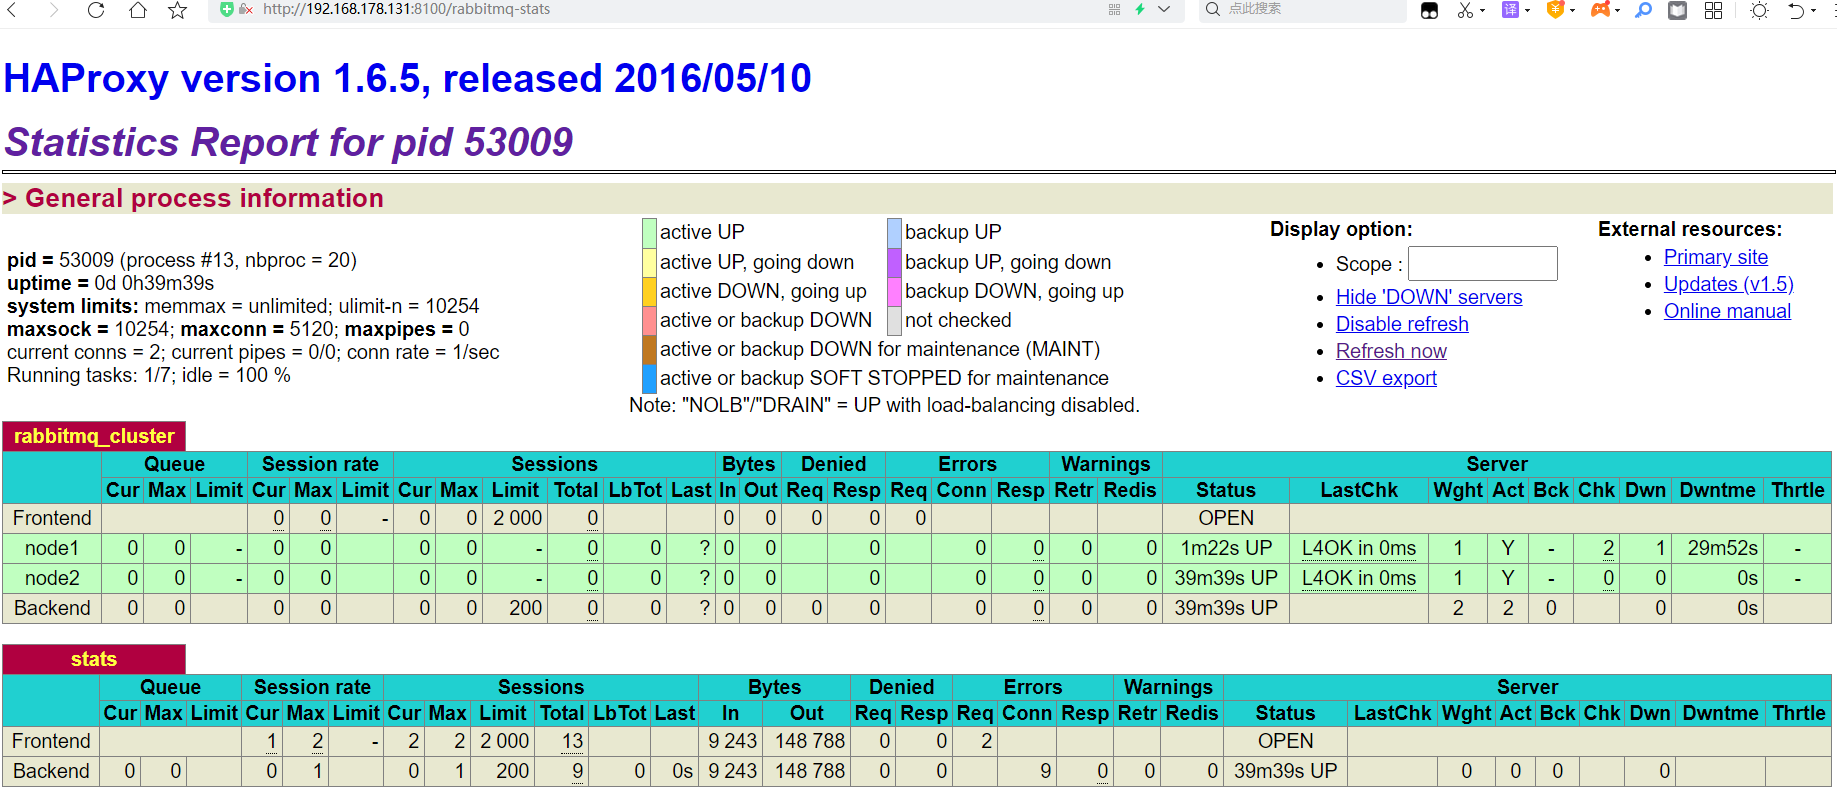 http://192.168.178.131:8100/rabbitmq-stats 点此搜索 译
HAProxy version 1.6.5, released 2016/05/10
Statistics Report for pid 53009
> General process information
pid = 53009 (process #13, nbproc = 20)
uptime = 0d 0h39m39s
system limits: memmax = unlimited; ulimit-n = 10254
maxsock = 10254; maxconn = 5120; maxpipes = 0
current conns = 2; current pipes = 0/0; conn rate = 1/sec
Running tasks: 1/7; idle = 100 %
active UP backup UP
active UP, going down backup UP, going down
active DOWN, going up backup DOWN, going up
active or backup DOWN not checked
active or backup DOWN for maintenance (MAINT)
active or backup SOFT STOPPED for maintenance
Note: "NOLB"/"DRAIN" = UP with load-balancing disabled.
Display option:
Scope :
Hide 'DOWN' servers
Disable refresh
Refresh now
CSV export
External resources:
Primary site
Updates (v1.5)
Online manual
rabbitmq_cluster
Queue Session rate Sessions Bytes Denied Errors Warnings Server
Cur Max Limit Cur Max Limit Cur Max Limit Total LbTot Last In Out Req Resp Req Conn Resp Retr Redis Status LastChk Wght Act Bck Chk Dwn Dwntme Thrtle
Frontend 0 0 - 0 0 2 000 0 0 0 0 0 0 OPEN
node1 0 0 - 0 0 0 0 - 0 0 ? 0 0 0 0 0 0 0 1m22s UP L4OK in 0ms 1 Y - 2 1 29m52s -
node2 0 0 - 0 0 0 0 - 0 0 ? 0 0 0 0 0 0 0 39m39s UP L4OK in 0ms 1 Y - 0 0 0s -
Backend 0 0 0 0 0 0 200 0 0 ? 0 0 0 0 0 0 0 0 39m39s UP 2 2 0 0 0s
stats
Queue Session rate Sessions Bytes Denied Errors Warnings Server
Cur Max Limit Cur Max Limit Cur Max Limit Total LbTot Last In Out Req Resp Req Conn Resp Retr Redis Status LastChk Wght Act Bck Chk Dwn Dwntme Thrtle
Frontend 1 2 - 2 2 2 000 13 9 243 148 788 0 0 2 OPEN
Backend 0 0 0 1 0 1 200 9 0 0s 9 243 148 788 0 0 9 0 0 0 39m39s UP 0 0 0 0